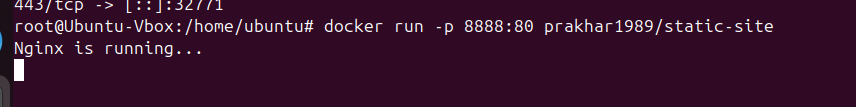 443/tcp -> [::]:32771
root@Ubuntu-Vbox:/home/ubuntu# docker run -p 8888:80 prakhar1989/static-site
Nginx is running...